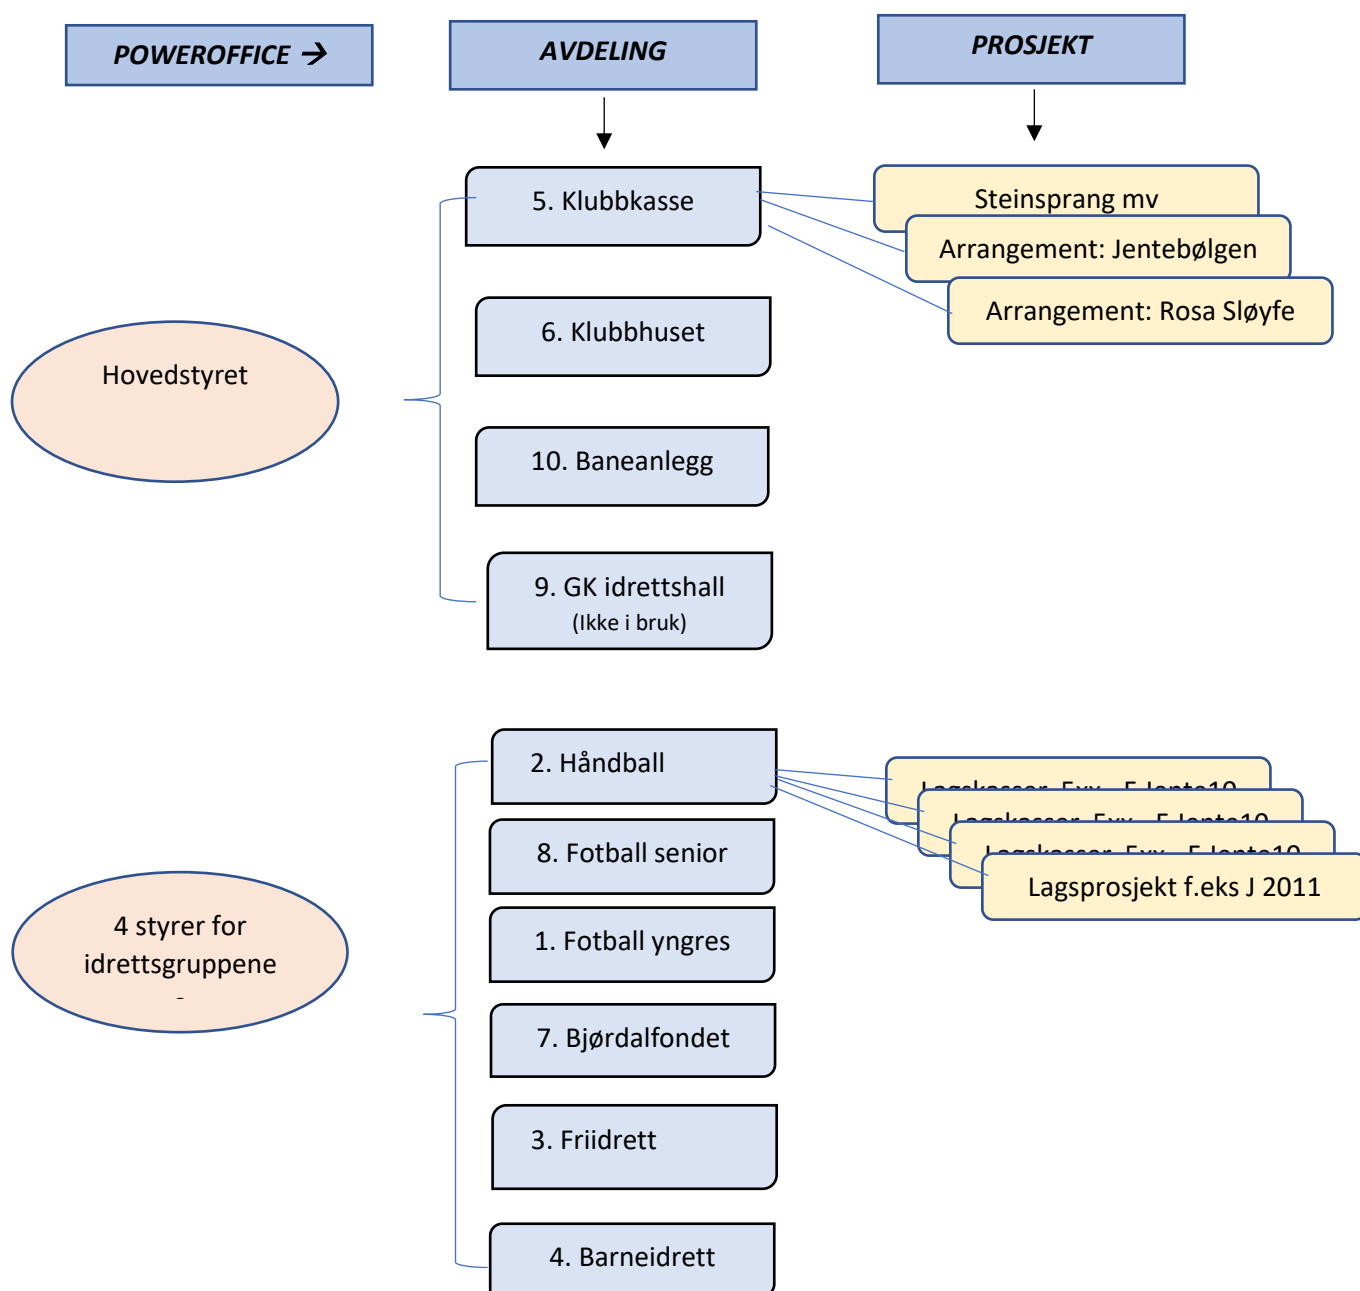 POWEROFFICE →
AVDELING
PROSJEKT
5. Klubbkasse
Steinsprang mv
Arrangement: Jentebølgen
Arrangement: Rosa Sløyfe
6. Klubbhuset
Hovedstyret
10. Baneanlegg
9. GK idrettshall
(Ikke i bruk)
2. Håndball
Lagsprosjekt f.eks J 2011
8. Fotball senior
4 styrer for
idrettsgruppene
1. Fotball yngres
7. Bjørdalfondet
3. Friidrett
4. Barneidrett